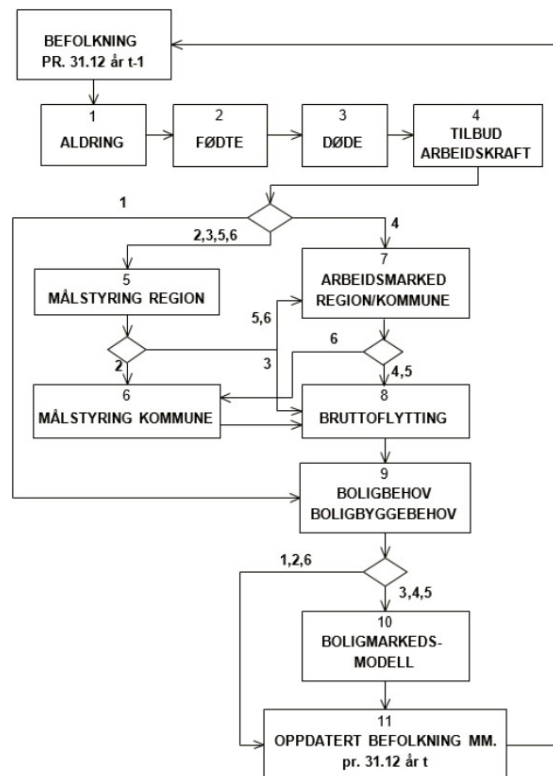 BEFOLKNING
PR. 31.12 år t-1
1
ALDRING
2
FØDTE
3
DØDE
4
TILBUD
ARBEIDSKRAFT
1
2,3,5,6
4
5
MÅLSTYRING REGION
7
ARBEIDSMARKED
REGION/KOMMUNE
5,6
6
3
2
4,5
6
MÅLSTYRING KOMMUNE
8
BRUTTOFLYTTING
9
BOLIGBEHOV
BOLIGBYGGEBEHOV
1,2,6
3,4,5
10
BOLIGMARKEDS-
MODELL
11
OPPDATERT BEFOLKNING MM.
pr. 31.12 år t